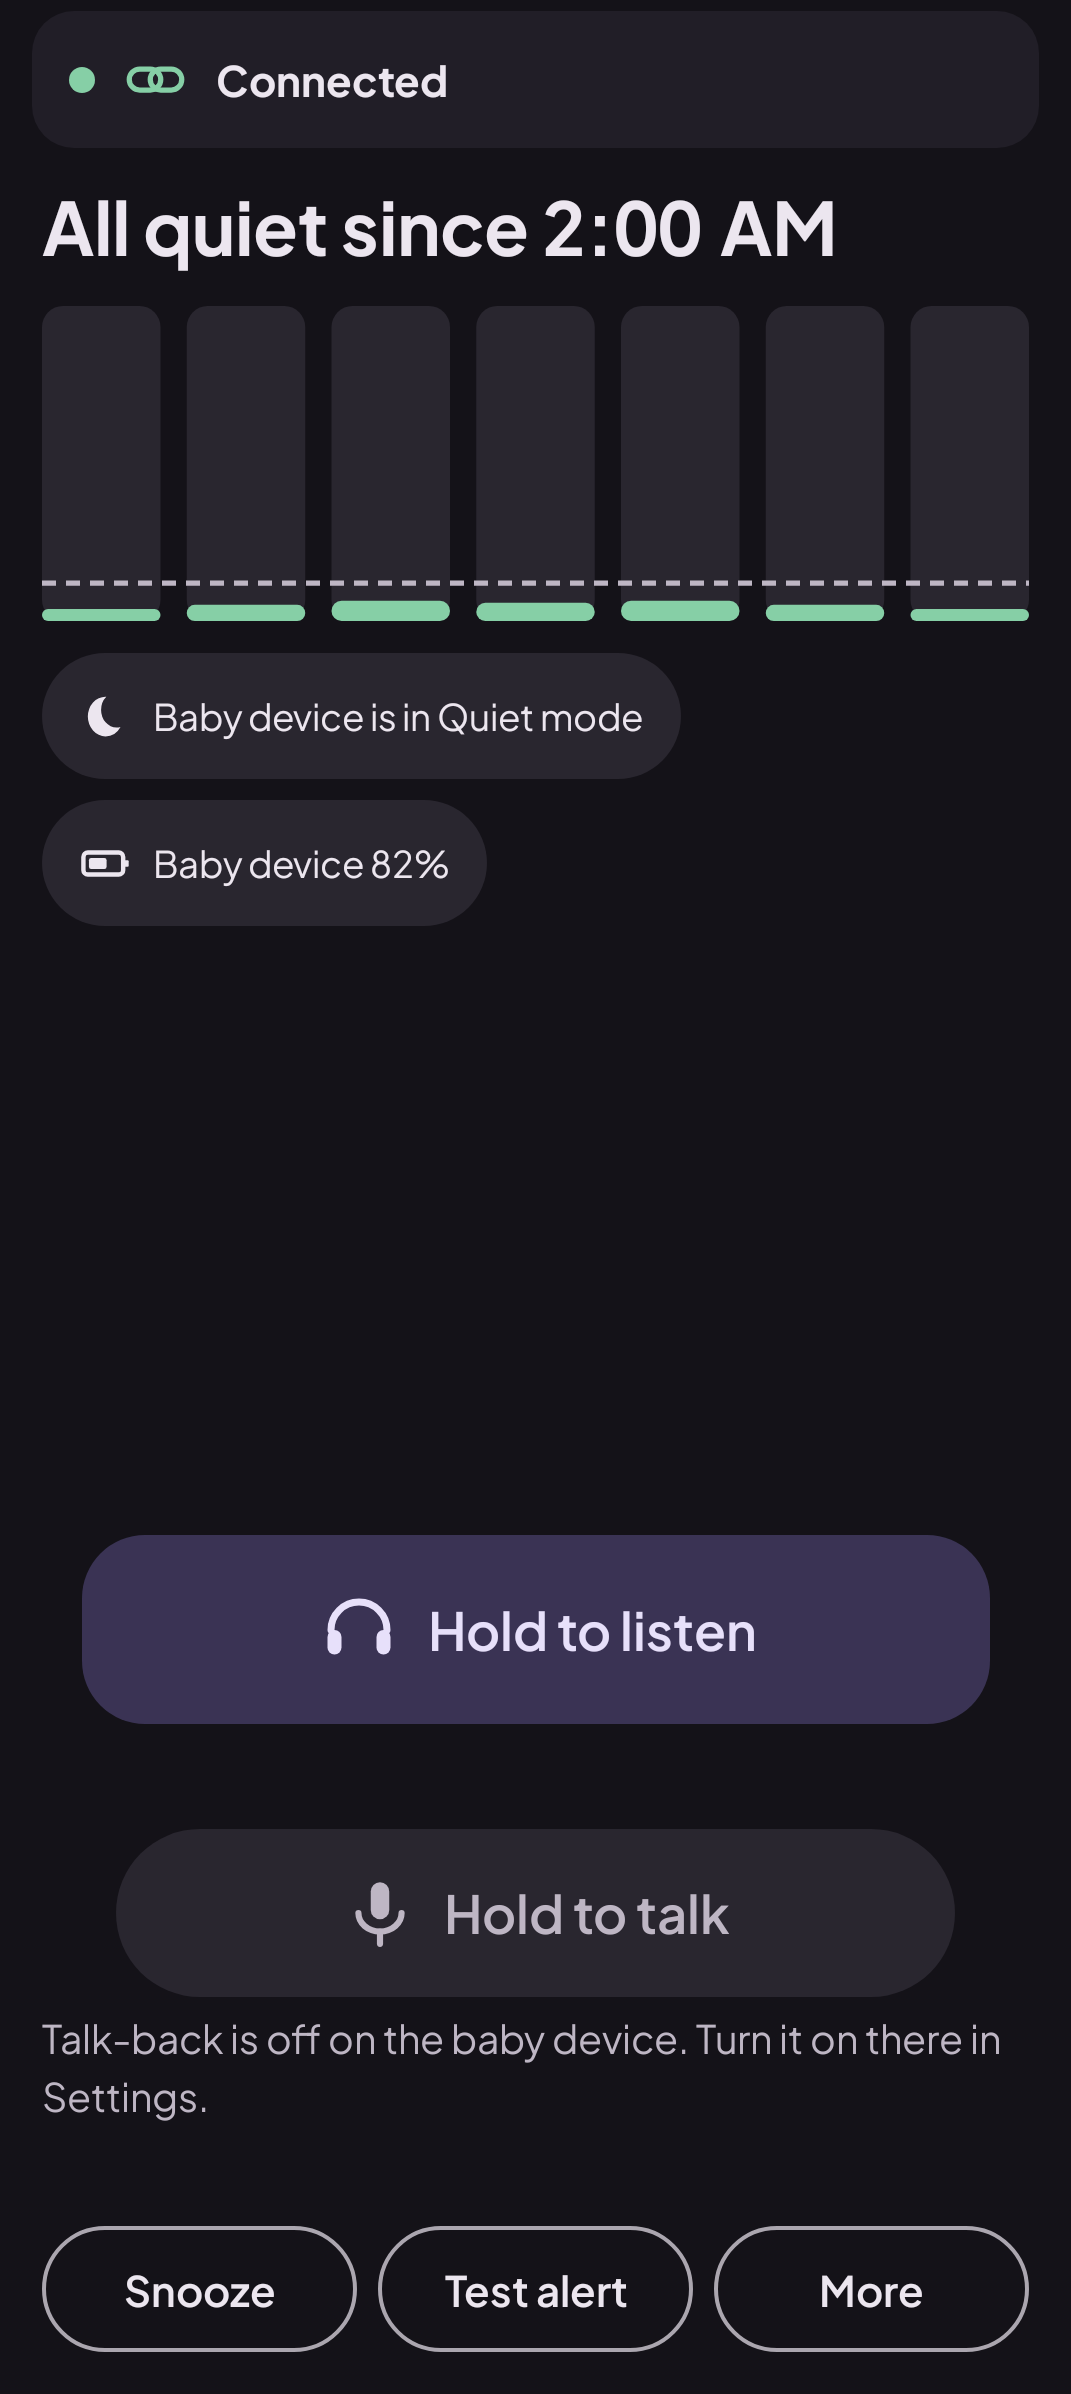 Connected
All quiet since 2:00 AM
Baby device is in Quiet mode
Baby device 82%
Hold to listen
Hold to talk
Talk-back is off on the baby device. Turn it on there in
Settings.
Snooze
Test alert
More